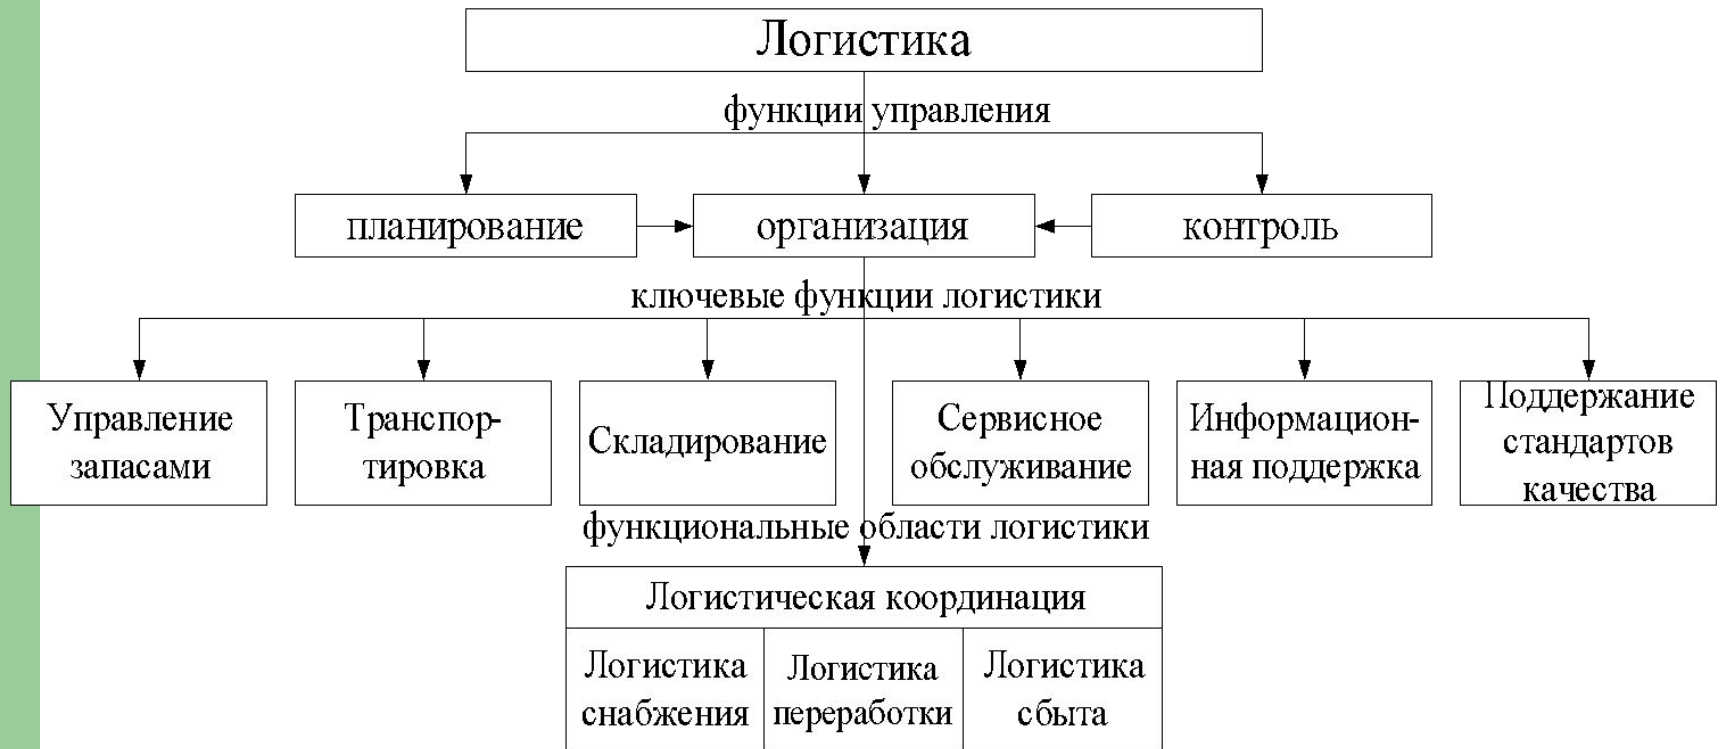 Логистика
функции управления
планирование
организация
контроль
ключевые функции логистики
Управление
запасами
Транспор-
тировка
Складирование
Сервисное
обслуживание
Информацион-
ная поддержка
Поддержание
стандартов
качества
функциональные области логистики
Логистическая координация
Логистика
снабжения
Логистика
переработки
Логистика
сбыта